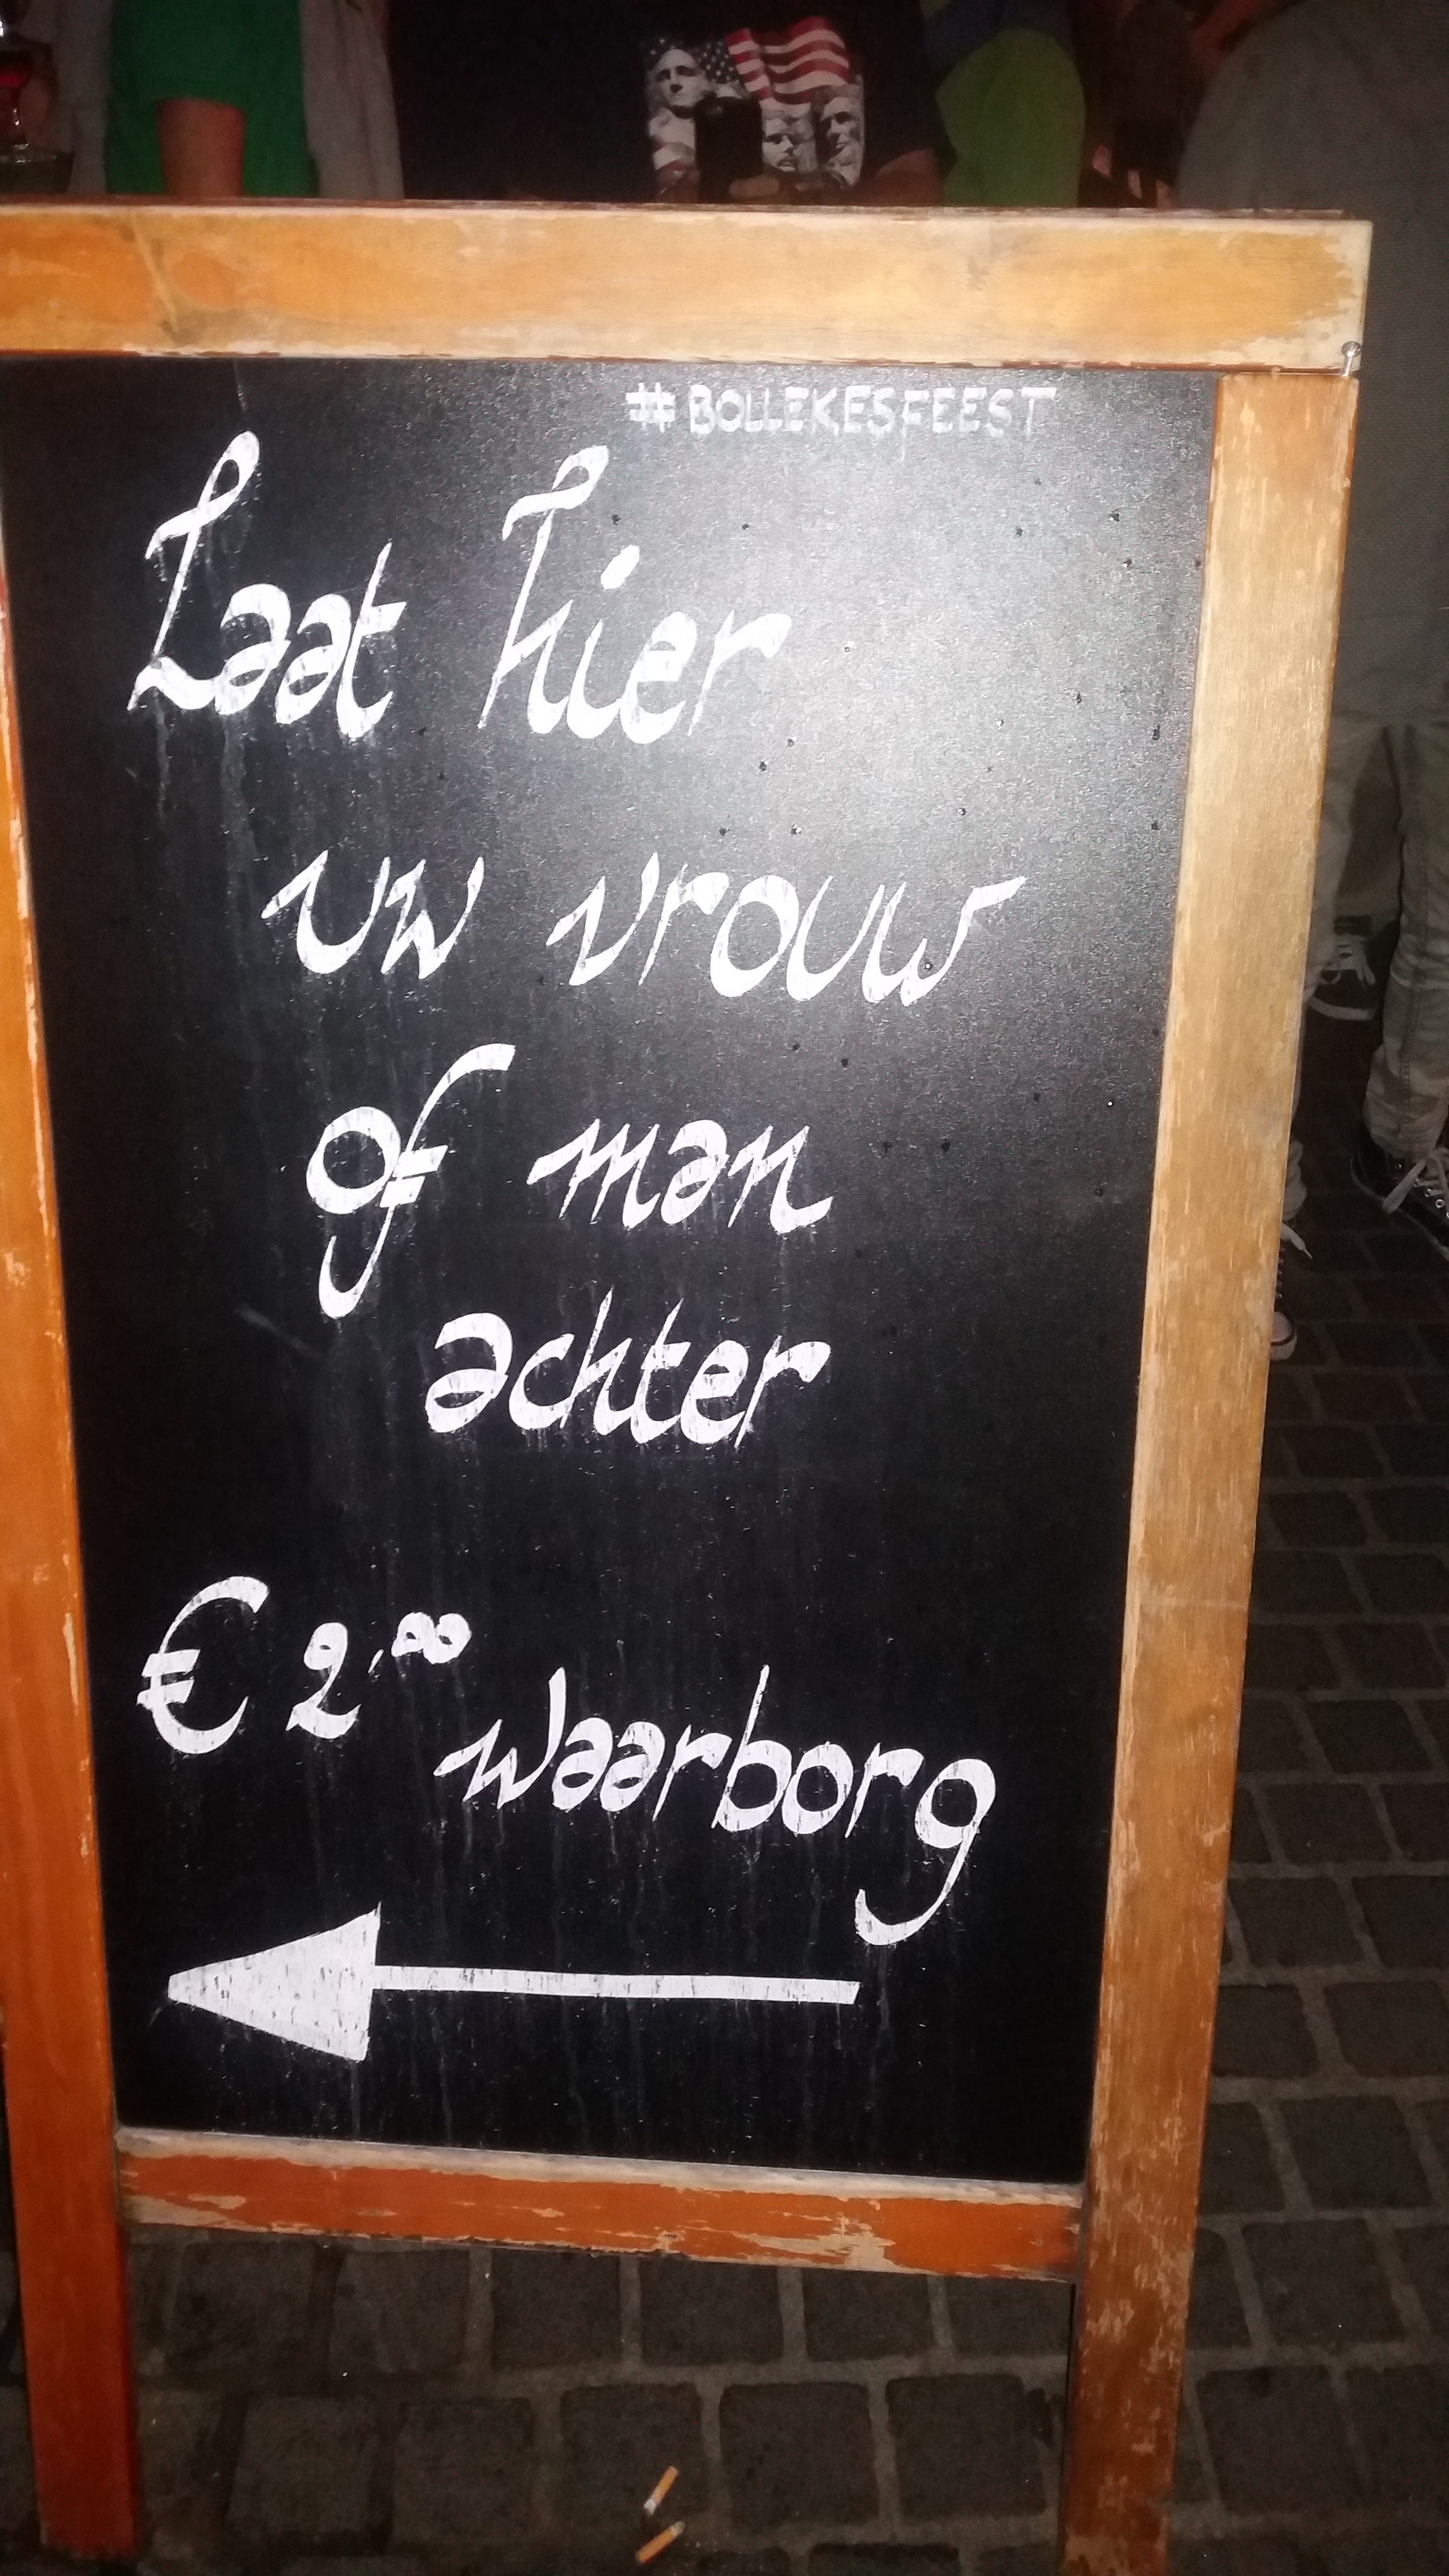 #BOLLEKESFEEST
Laat hier
uw vrouw
of man
achter
€ 2,00
waarborg